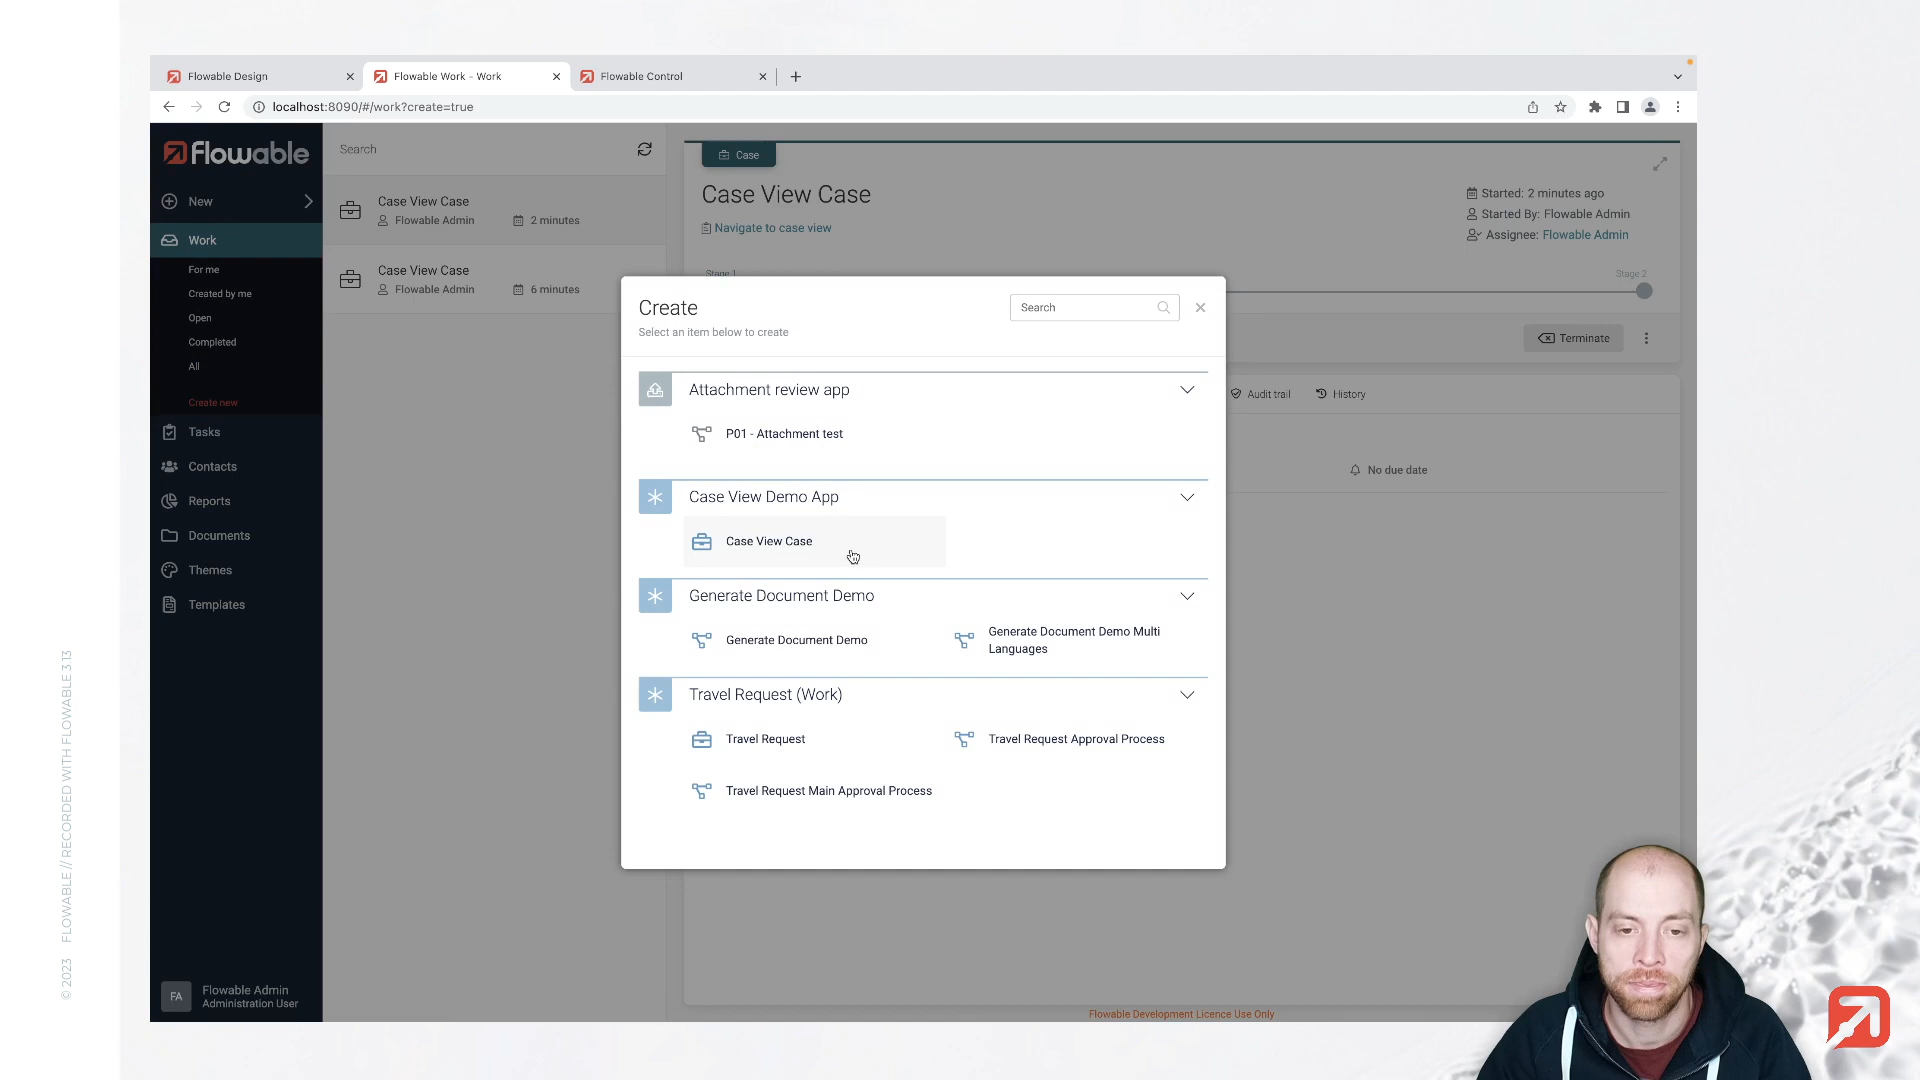 Flowable Design
Flowable Work - Work
Flowable Control
localhost:8090/#/work?create=true
Flowable
New
Work
For me
Created by me
Open
Completed
All
Create new
Tasks
Contacts
Reports
Documents
Themes
Templates
FA
Flowable Admin
Administration User
Search
Case View Case
Flowable Admin
2 minutes
Case View Case
Flowable Admin
6 minutes
Case
Case View Case
Navigate to case view
Started: 2 minutes ago
Started By: Flowable Admin
Assignee: Flowable Admin
Stage 1
Stage 2
Terminate
Audit trail
History
No due date
Create
Select an item below to create
Search
Attachment review app
P01 - Attachment test
Case View Demo App
Case View Case
Generate Document Demo
Generate Document Demo
Generate Document Demo Multi
Languages
Travel Request (Work)
Travel Request
Travel Request Approval Process
Travel Request Main Approval Process
Flowable Development Licence Use Only
© 2023 FLOWABLE // RECORDED WITH FLOWABLE 3.13